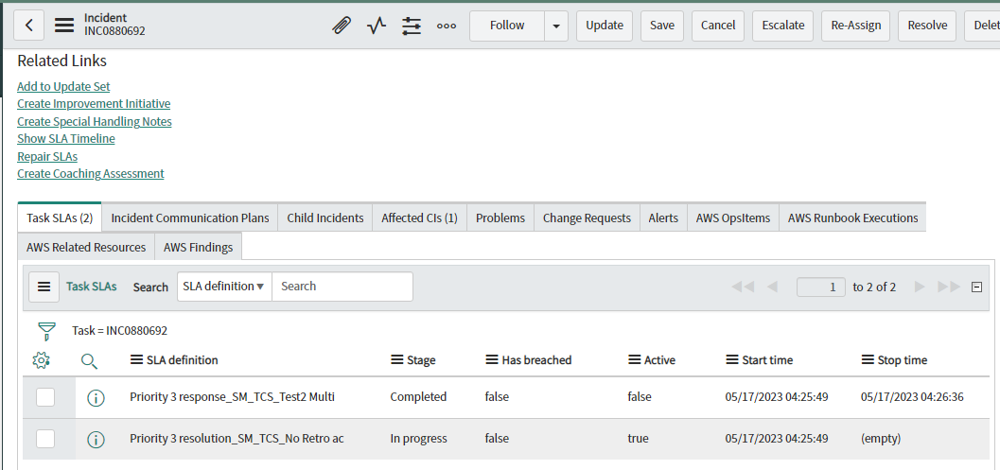 Incident
INC0880692
Follow Update Save Cancel Escalate Re-Assign Resolve Delet
Related Links
Add to Update Set
Create Improvement Initiative
Create Special Handling Notes
Show SLA Timeline
Repair SLAs
Create Coaching Assessment
Task SLAs (2) Incident Communication Plans Child Incidents Affected CIs (1) Problems Change Requests Alerts AWS OpsItems AWS Runbook Executions
AWS Related Resources AWS Findings
Task SLAs Search SLA definition Search 1 to 2 of 2
Task = INC0880692
SLA definition Stage Has breached Active Start time Stop time
Priority 3 response_SM_TCS_Test2 Multi Completed false false 05/17/2023 04:25:49 05/17/2023 04:26:36
Priority 3 resolution_SM_TCS_No Retro ac In progress false true 05/17/2023 04:25:49 (empty)